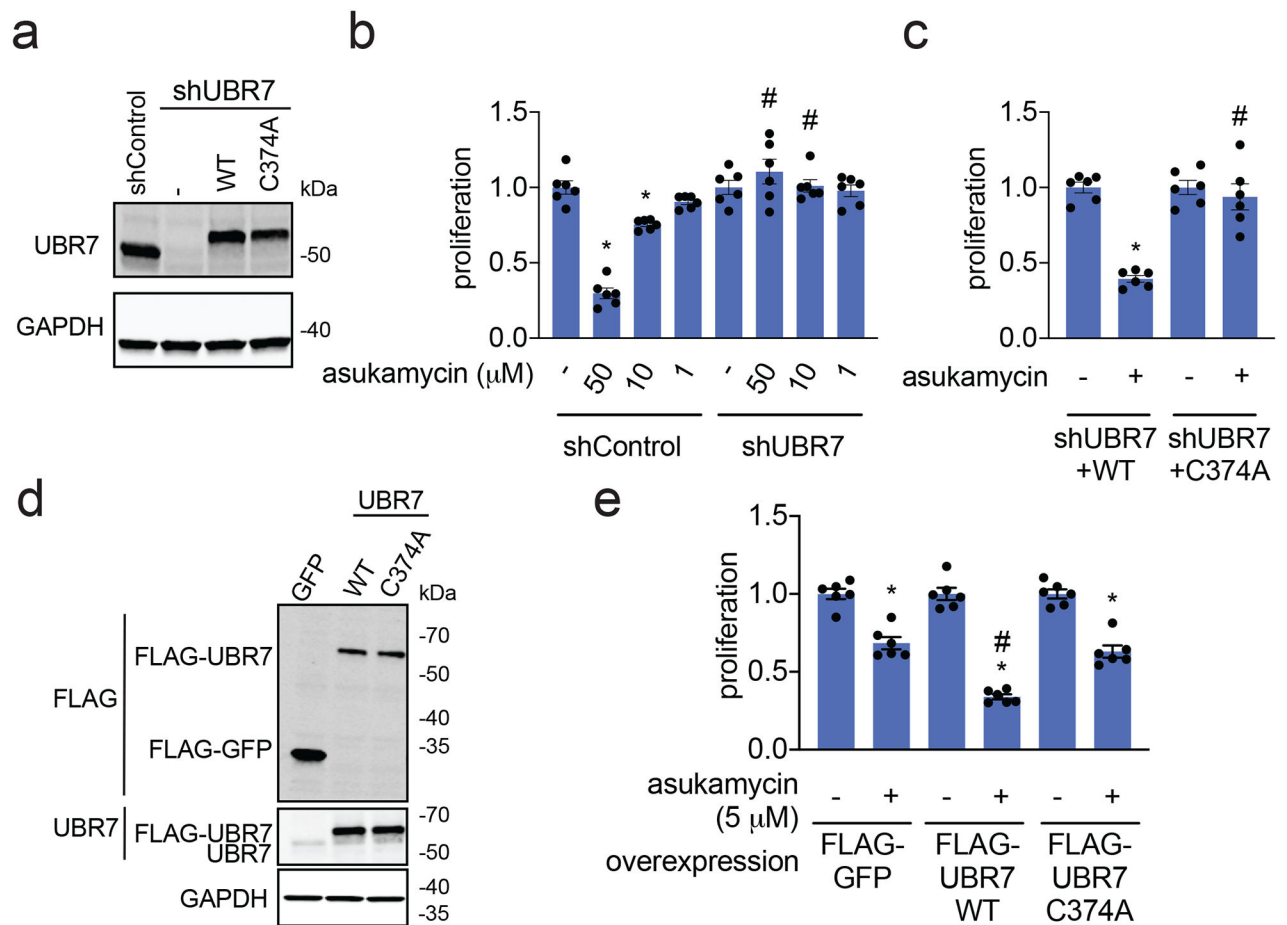 a
shUBR7
shControl
-
WT
C374A
kDa
UBR7
-50
GAPDH
-40
b
proliferation
1.5
1.0
0.5
0.0
*
*
#
#
asukamycin (μM)
- 50 10 1 - 50 10 1
shControl
shUBR7
c
proliferation
1.5
1.0
0.5
0.0
*
#
asukamycin
- + - +
shUBR7
+WT
shUBR7
+C374A
d
UBR7
GFP
WT
C374A
kDa
FLAG
FLAG-UBR7
FLAG-GFP
-70
-50
-40
-35
UBR7
FLAG-UBR7
UBR7
-70
-50
GAPDH
-40
-35
e
proliferation
1.5
1.0
0.5
0.0
*
#
*
*
asukamycin
(5 μM)
- + - + - +
overexpression
FLAG-
GFP
FLAG-
UBR7
WT
FLAG-
UBR7
C374A